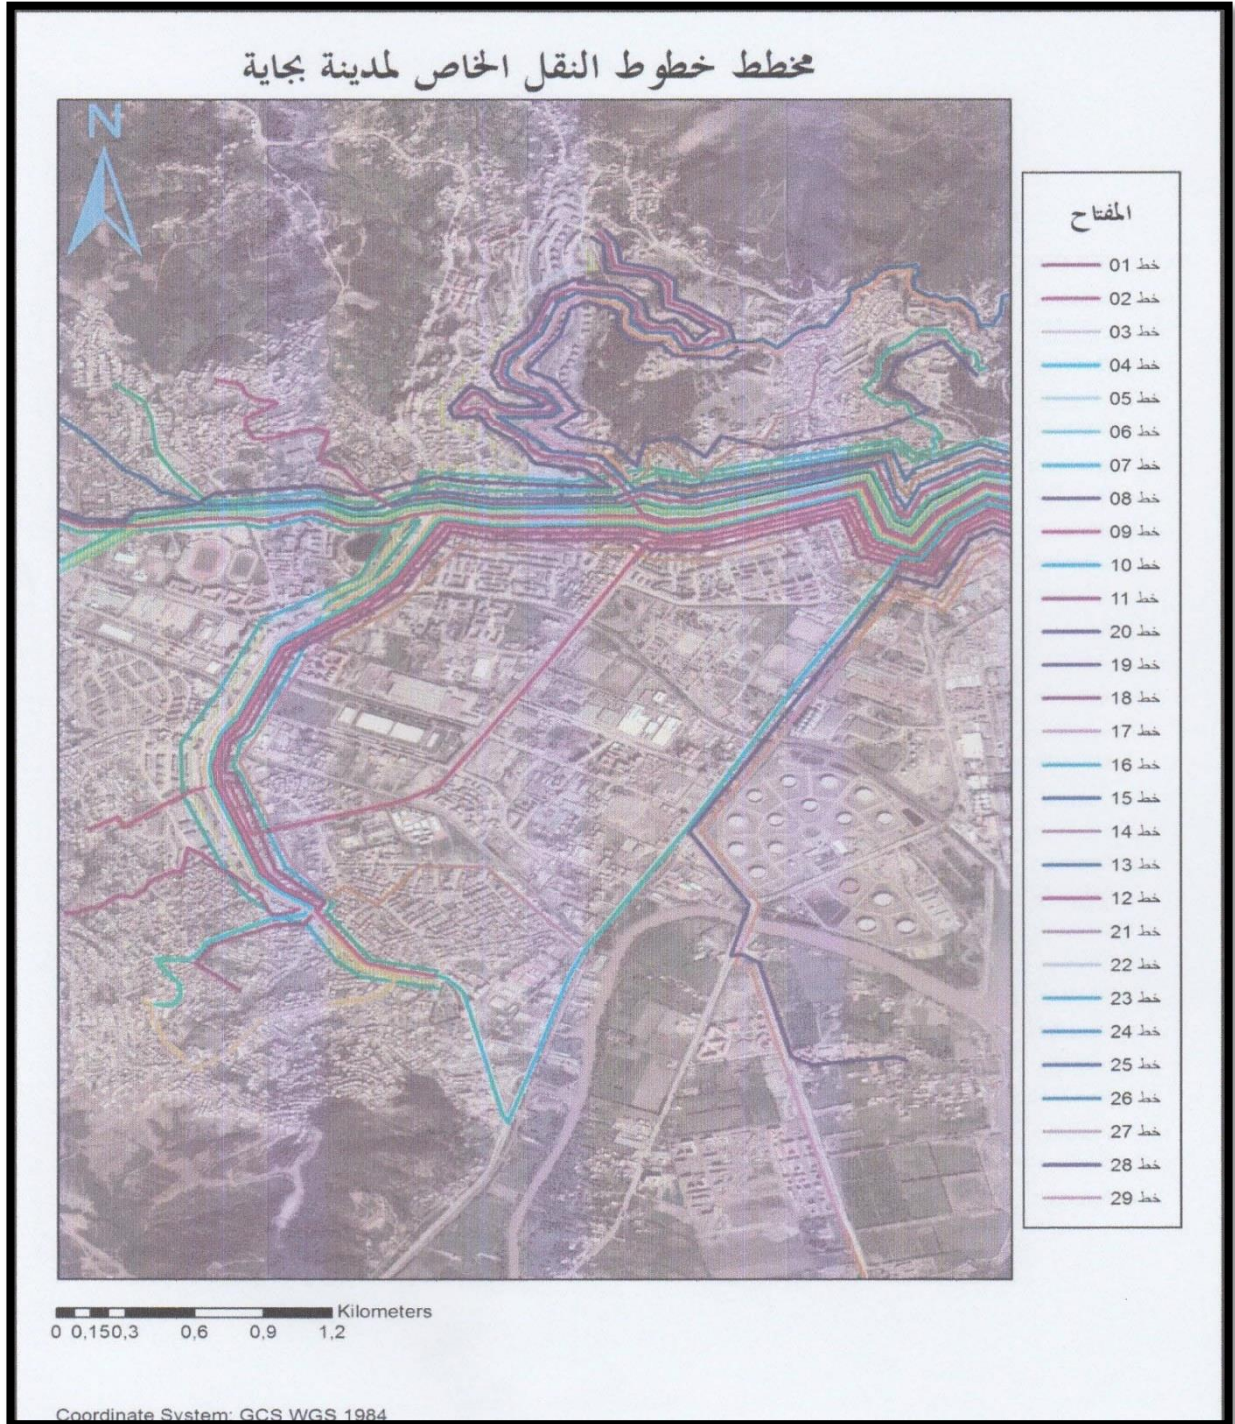 مخطط خطوط النقل الخاص لمدينة بجاية
N
المفتاح
خط 01
خط 02
خط 03
خط 04
خط 05
خط 06
خط 07
خط 08
خط 09
خط 10
خط 11
خط 20
خط 19
خط 18
خط 17
خط 16
خط 15
خط 14
خط 13
خط 12
خط 21
خط 22
خط 23
خط 24
خط 25
خط 26
خط 27
خط 28
خط 29
Kilometers
0 0,15 0,3 0,6 0,9 1,2
Coordinate System: GCS WGS 1984